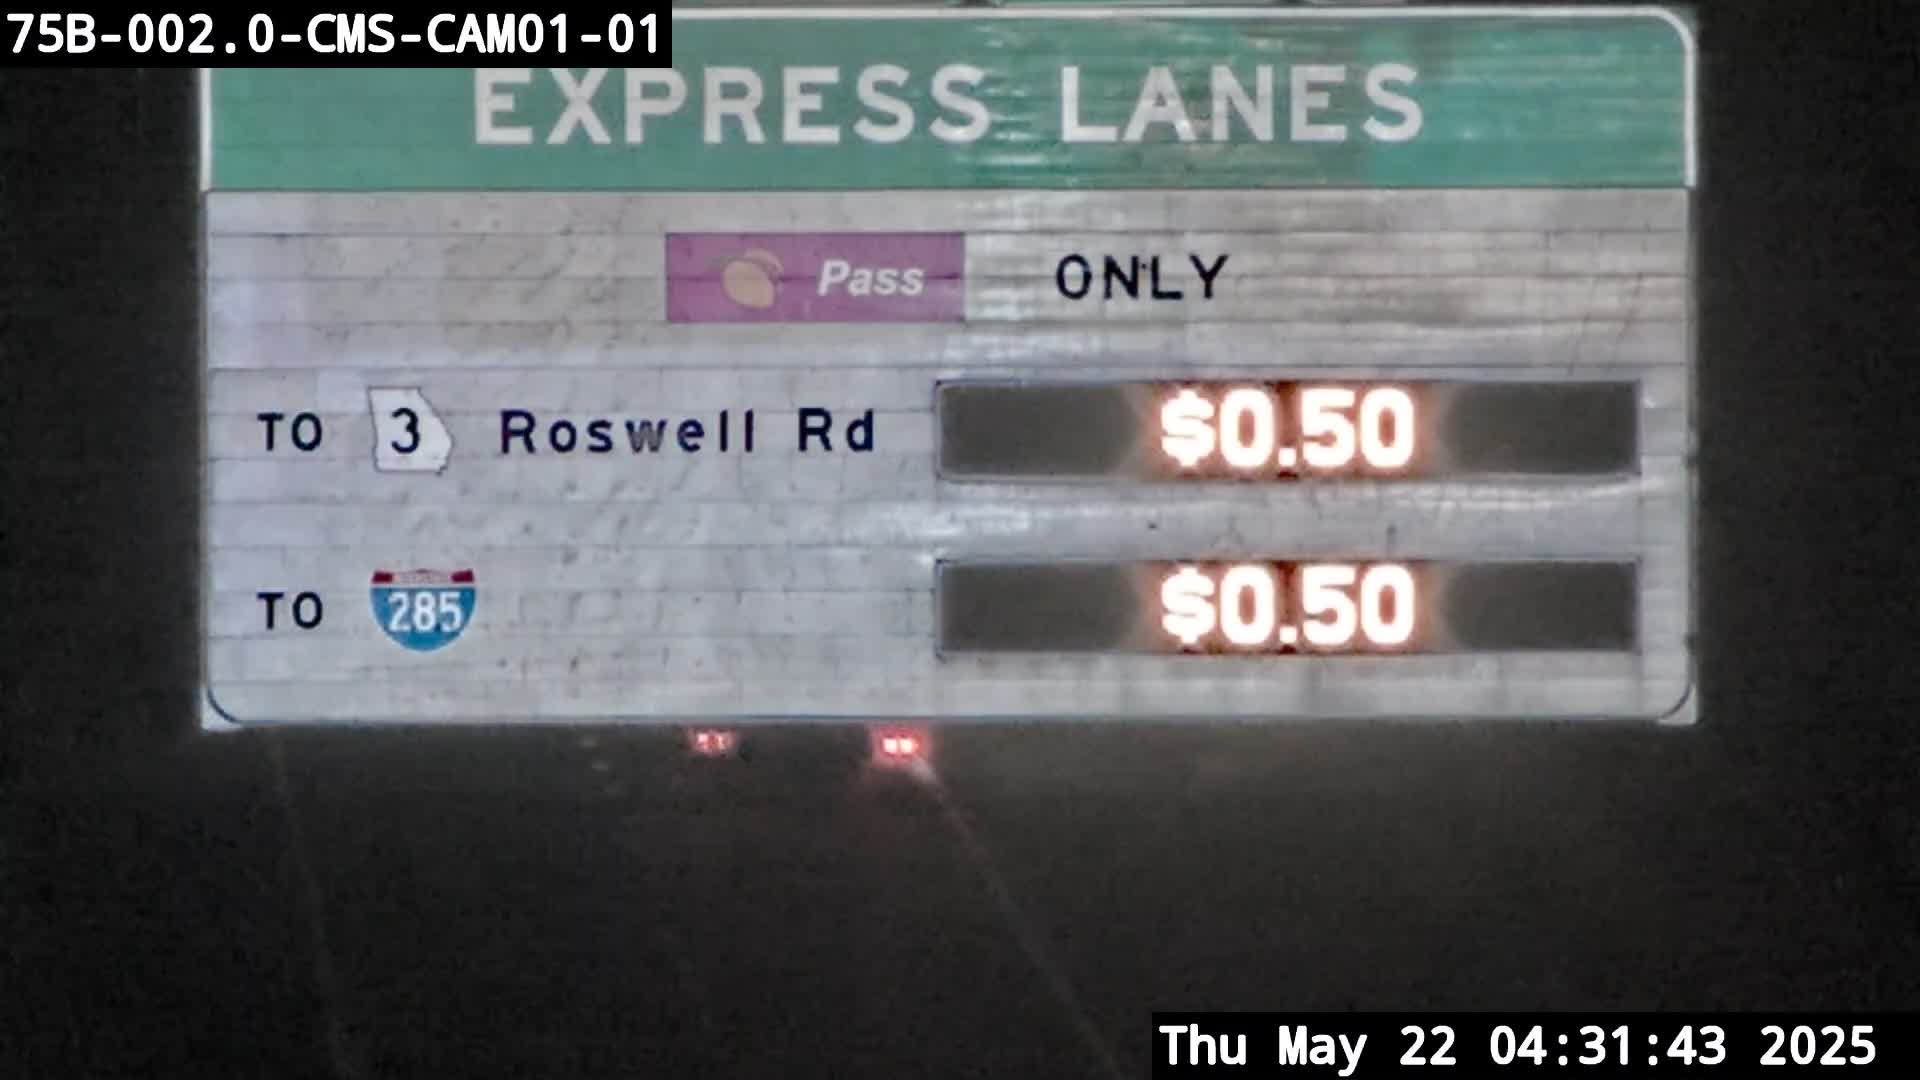 75B-002.0-CMS-CAM01-01
EXPRESS LANES
Pass ONLY
TO 3 Roswell Rd $0.50
TO 285 $0.50
Thu May 22 04:31:43 2025